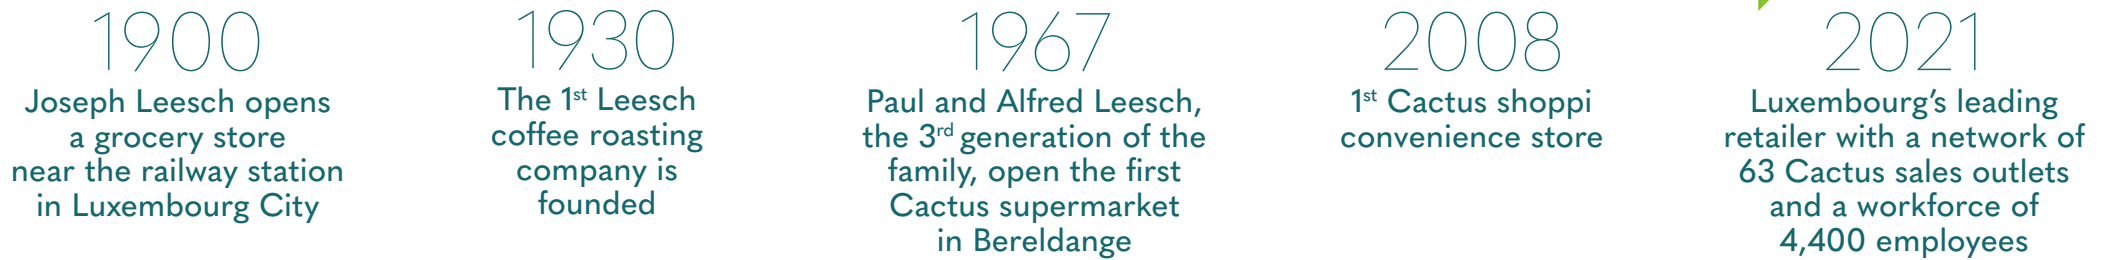 1900
Joseph Leesch opens
a grocery store
near the railway station
in Luxembourg City
1930
The 1st Leesch
coffee roasting
company is
founded
1967
Paul and Alfred Leesch,
the 3rd generation of the
family, open the first
Cactus supermarket
in Bereldange
2008
1st Cactus shoppi
convenience store
2021
Luxembourg’s leading
retailer with a network of
63 Cactus sales outlets
and a workforce of
4,400 employees